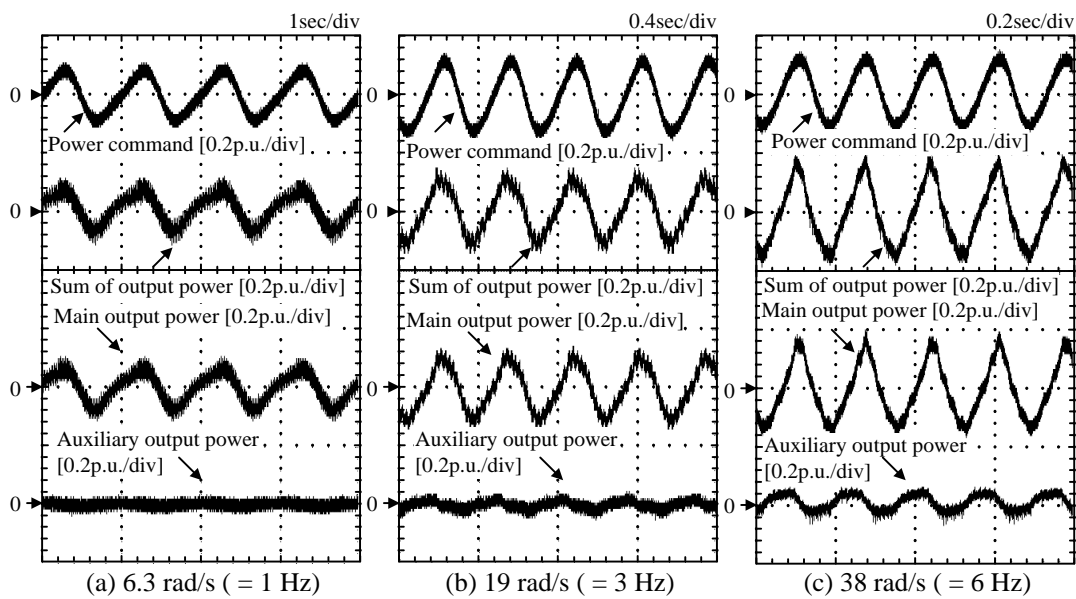 1sec/div
0
Power command [0.2p.u./div]
0
Sum of output power [0.2p.u./div]
Main output power [0.2p.u./div]
0
Auxiliary output power
[0.2p.u./div]
0
(a) 6.3 rad/s ( = 1 Hz)
0.4sec/div
0
Power command [0.2p.u./div]
0
Sum of output power [0.2p.u./div]
Main output power [0.2p.u./div]
0
Auxiliary output power
[0.2p.u./div]
0
(b) 19 rad/s ( = 3 Hz)
0.2sec/div
0
Power command [0.2p.u./div]
0
Sum of output power [0.2p.u./div]
Main output power [0.2p.u./div]
0
Auxiliary output power
[0.2p.u./div]
0
(c) 38 rad/s ( = 6 Hz)